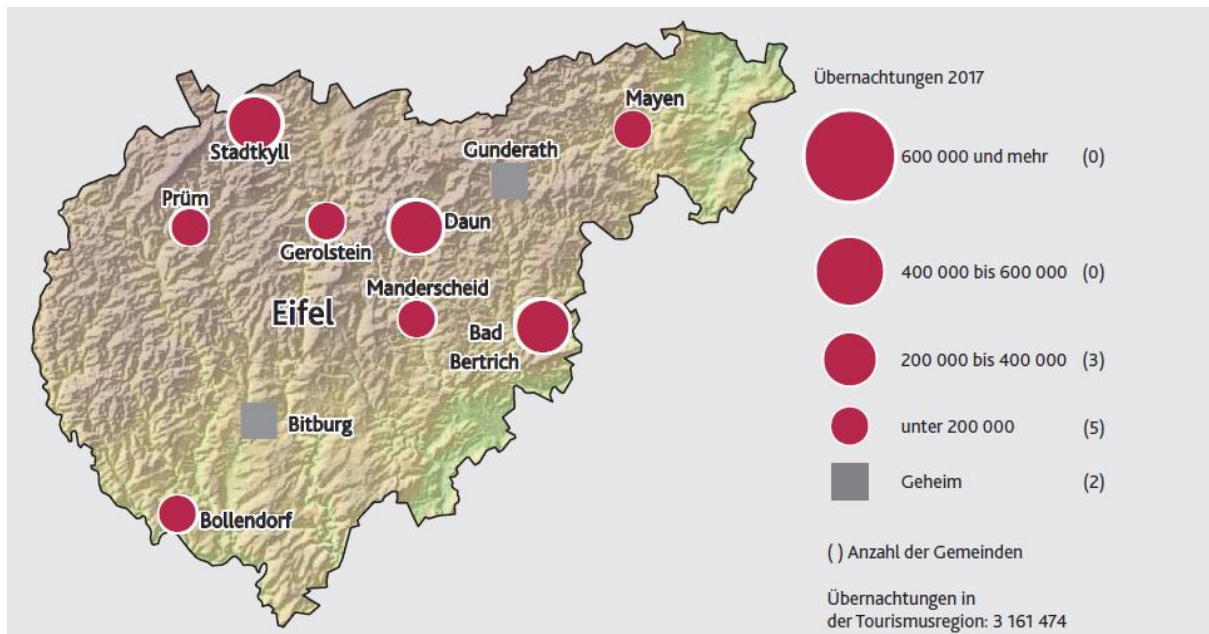 Stadtkyll
Mayen
Gunderath
Prüm
Gerolstein
Daun
Manderscheid
Eifel
Bad
Bertrich
Bitburg
Bollendorf
Übernachtungen 2017
600 000 und mehr (0)
400 000 bis 600 000 (0)
200 000 bis 400 000 (3)
unter 200 000 (5)
Geheim (2)
( ) Anzahl der Gemeinden
Übernachtungen in
der Tourismusregion: 3 161 474